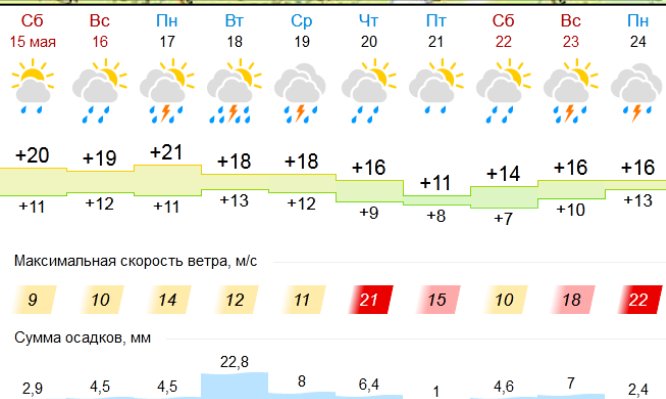 Сб Вс Пн Вт Ср Чт Пт Сб Вс Пн
15 мая 16 17 18 19 20 21 22 23 24
+20 +19 +21 +18 +18 +16 +11 +14 +16 +16
+11 +12 +11 +13 +12 +9 +8 +7 +10 +13
Максимальная скорость ветра, м/с
9 10 14 12 11 21 15 10 18 22
Сумма осадков, мм
2,9 4,5 4,5 22,8 8 6,4 1 4,6 7 2,4